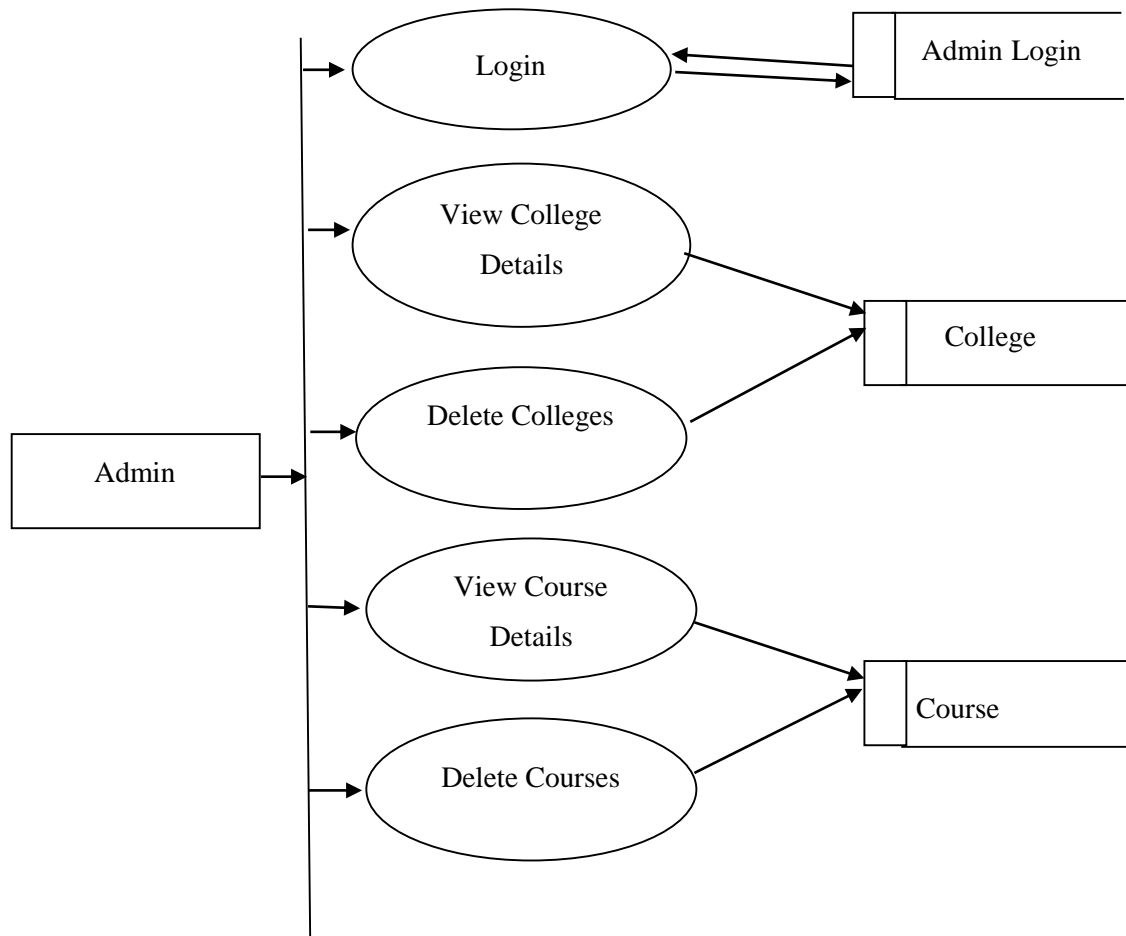 Login
Admin Login
View College
Details
College
Delete Colleges
Admin
View Course
Details
Course
Delete Courses